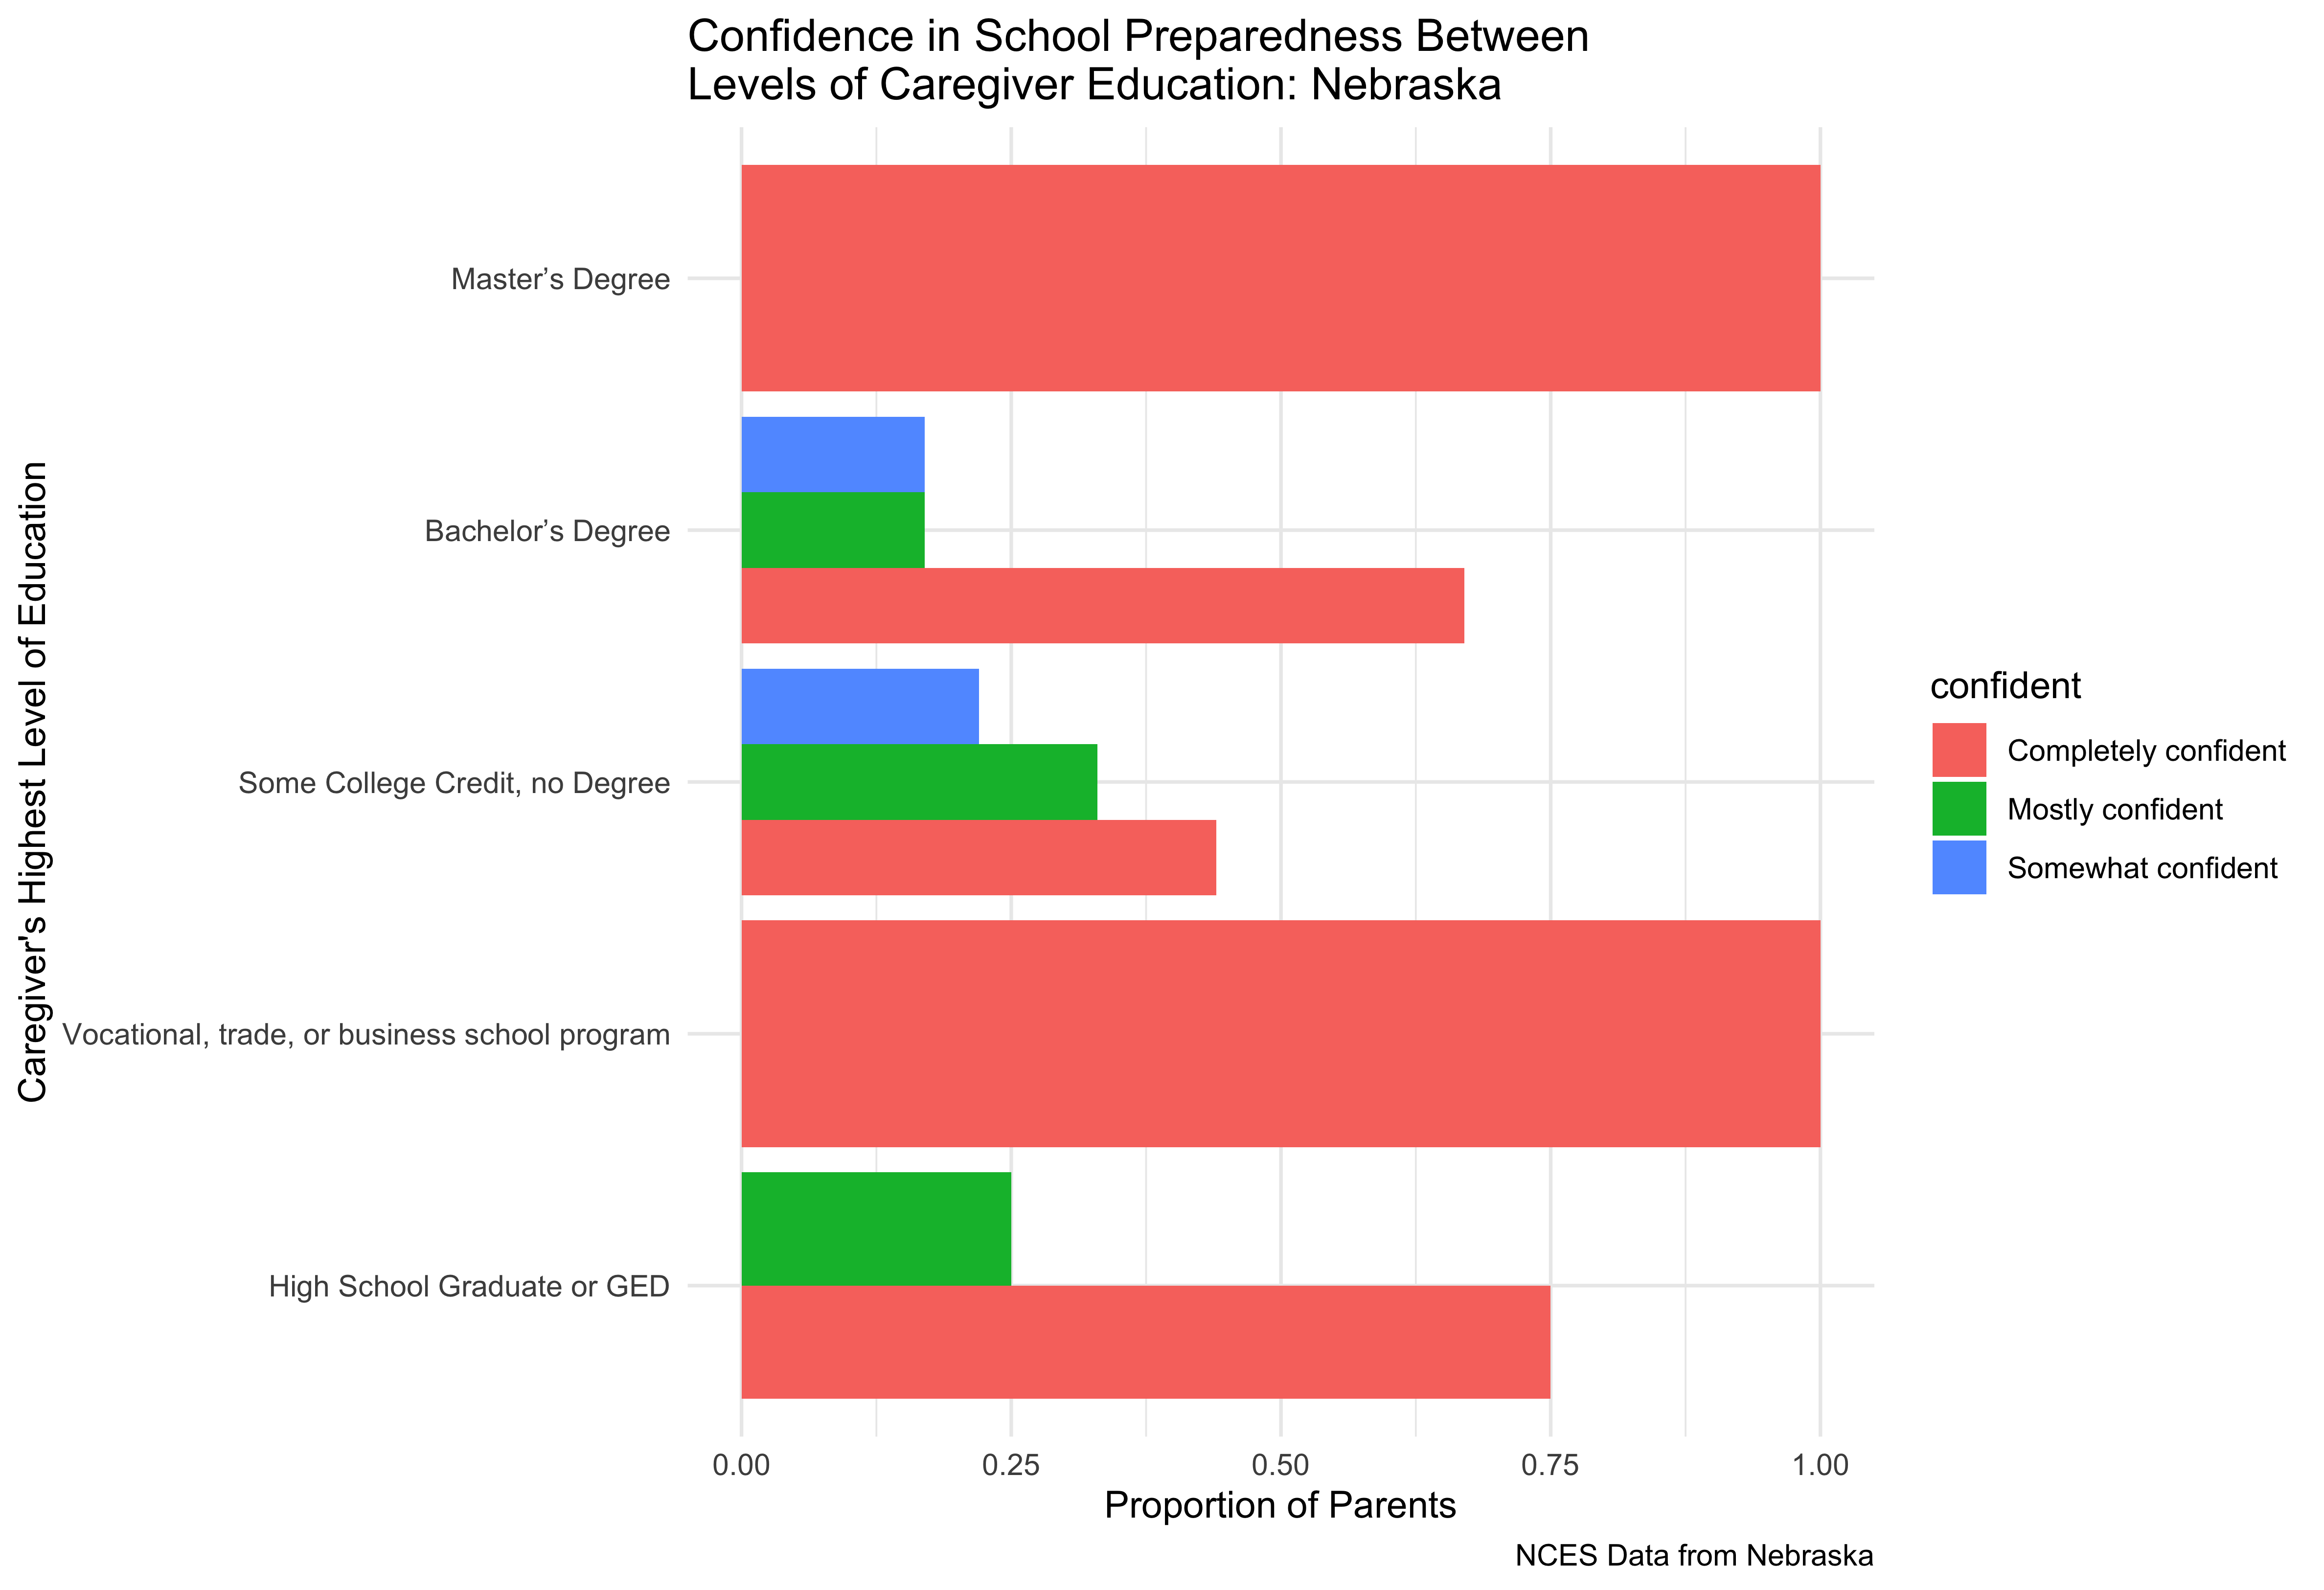 Confidence in School Preparedness Between
Levels of Caregiver Education: Nebraska
Caregiver's Highest Level of Education
Master’s Degree
Bachelor’s Degree
Some College Credit, no Degree
Vocational, trade, or business school program
High School Graduate or GED
0.00
0.25
0.50
0.75
1.00
Proportion of Parents
confident
Completely confident
Mostly confident
Somewhat confident
NCES Data from Nebraska